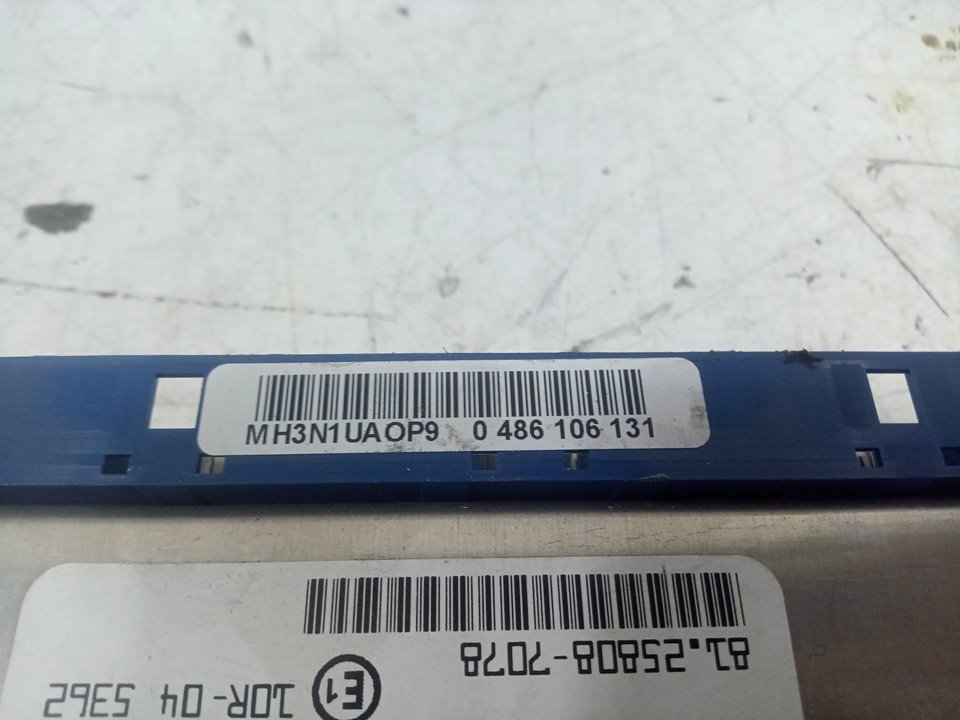 MH3N1UAOP9 0 486 106 131
81.25808-7078
E1 10R-04 5362